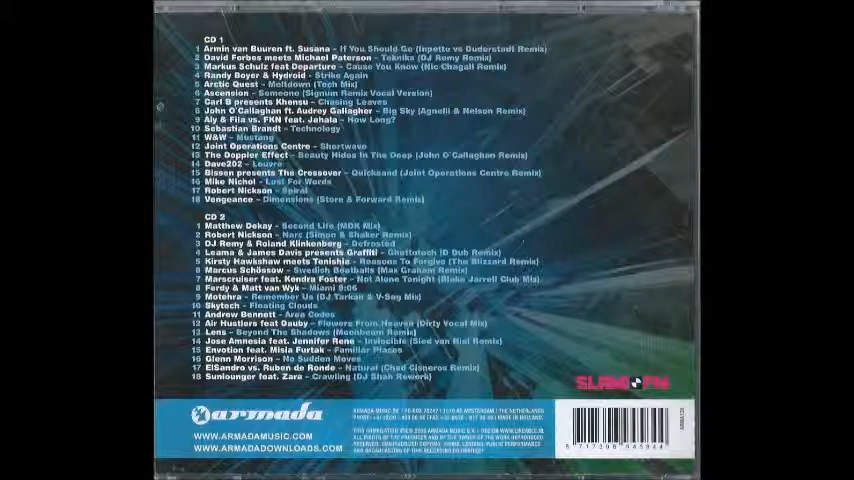 CD 1
1 Armin van Buuren ft. Susana - If You Should Go (Inpetto vs Duderstadt Remix)
2 David Forbes meets Michael Paterson - Teknika (DJ Remy Remix)
3 Markus Schulz feat Departure - Cause You Know (Nic Chagall Remix)
4 Randy Boyer & Hydroid - Strike Again
5 Arctic Quest - Meltdown (Tech Mix)
6 Ascension - Someone (Signum Remix Vocal Version)
7 Carl B presents Khensu - Chasing Leaves
8 John O'Callaghan ft. Audrey Gallagher - Big Sky (Agnelli & Nelson Remix)
9 Aly & Fila vs. FKN feat. Jahala - How Long?
10 Sebastian Brandt - Technology
11 W&W - Mustang
12 Joint Operations Centre - Shortwave
13 The Doppler Effect - Beauty Hides In The Deep (John O'Callaghan Remix)
14 Dave202 - Louvre
15 Bissen presents The Crossover - Quicksand (Joint Operations Centre Remix)
16 Mike Nichol - Lost For Words
17 Robert Nickson - Spiral
18 Vengeance - Dimensions (Store & Forward Remix)
CD 2
1 Matthew Dekay - Second Life (MDK Mix)
2 Robert Nickson - Narc (Simon & Shaker Remix)
3 DJ Remy & Roland Klinkenberg - Defrosted
4 Leama & James Davis presents Graffiti - Ghettotech (D Dub Remix)
5 Kirsty Hawkshaw meets Tenishia - Reasons To Forgive (The Blizzard Remix)
6 Marcus Schössow - Swedish Beatballs (Max Graham Remix)
7 Marscruiser feat. Kendra Foster - Not Alone Tonight (Blake Jarrell Club Mix)
8 Ferdy & Matt van Wyk - Miami 9:06
9 Motehra - Remember Us (DJ Tarkan & V-Sag Mix)
10 Skytech - Floating Clouds
11 Andrew Bennett - Area Codes
12 Air Hustlers feat Dauby - Flowers From Heaven (Dirty Vocal Mix)
13 Lens - Beyond The Shadows (Moonbeam Remix)
14 Jose Amnesia feat. Jennifer Rene - Invincible (Sied van Riel Remix)
15 Envotion feat. Misla Furtak - Familiar Places
16 Glenn Morrison - No Sudden Moves
17 ElSandro vs. Ruben de Ronde - Natural (Chad Cisneros Remix)
18 Sunlounger feat. Zara - Crawling (DJ Shah Rework)
SLAM!FM
armada
WWW.ARMADAMUSIC.COM
WWW.ARMADADOWNLOADS.COM